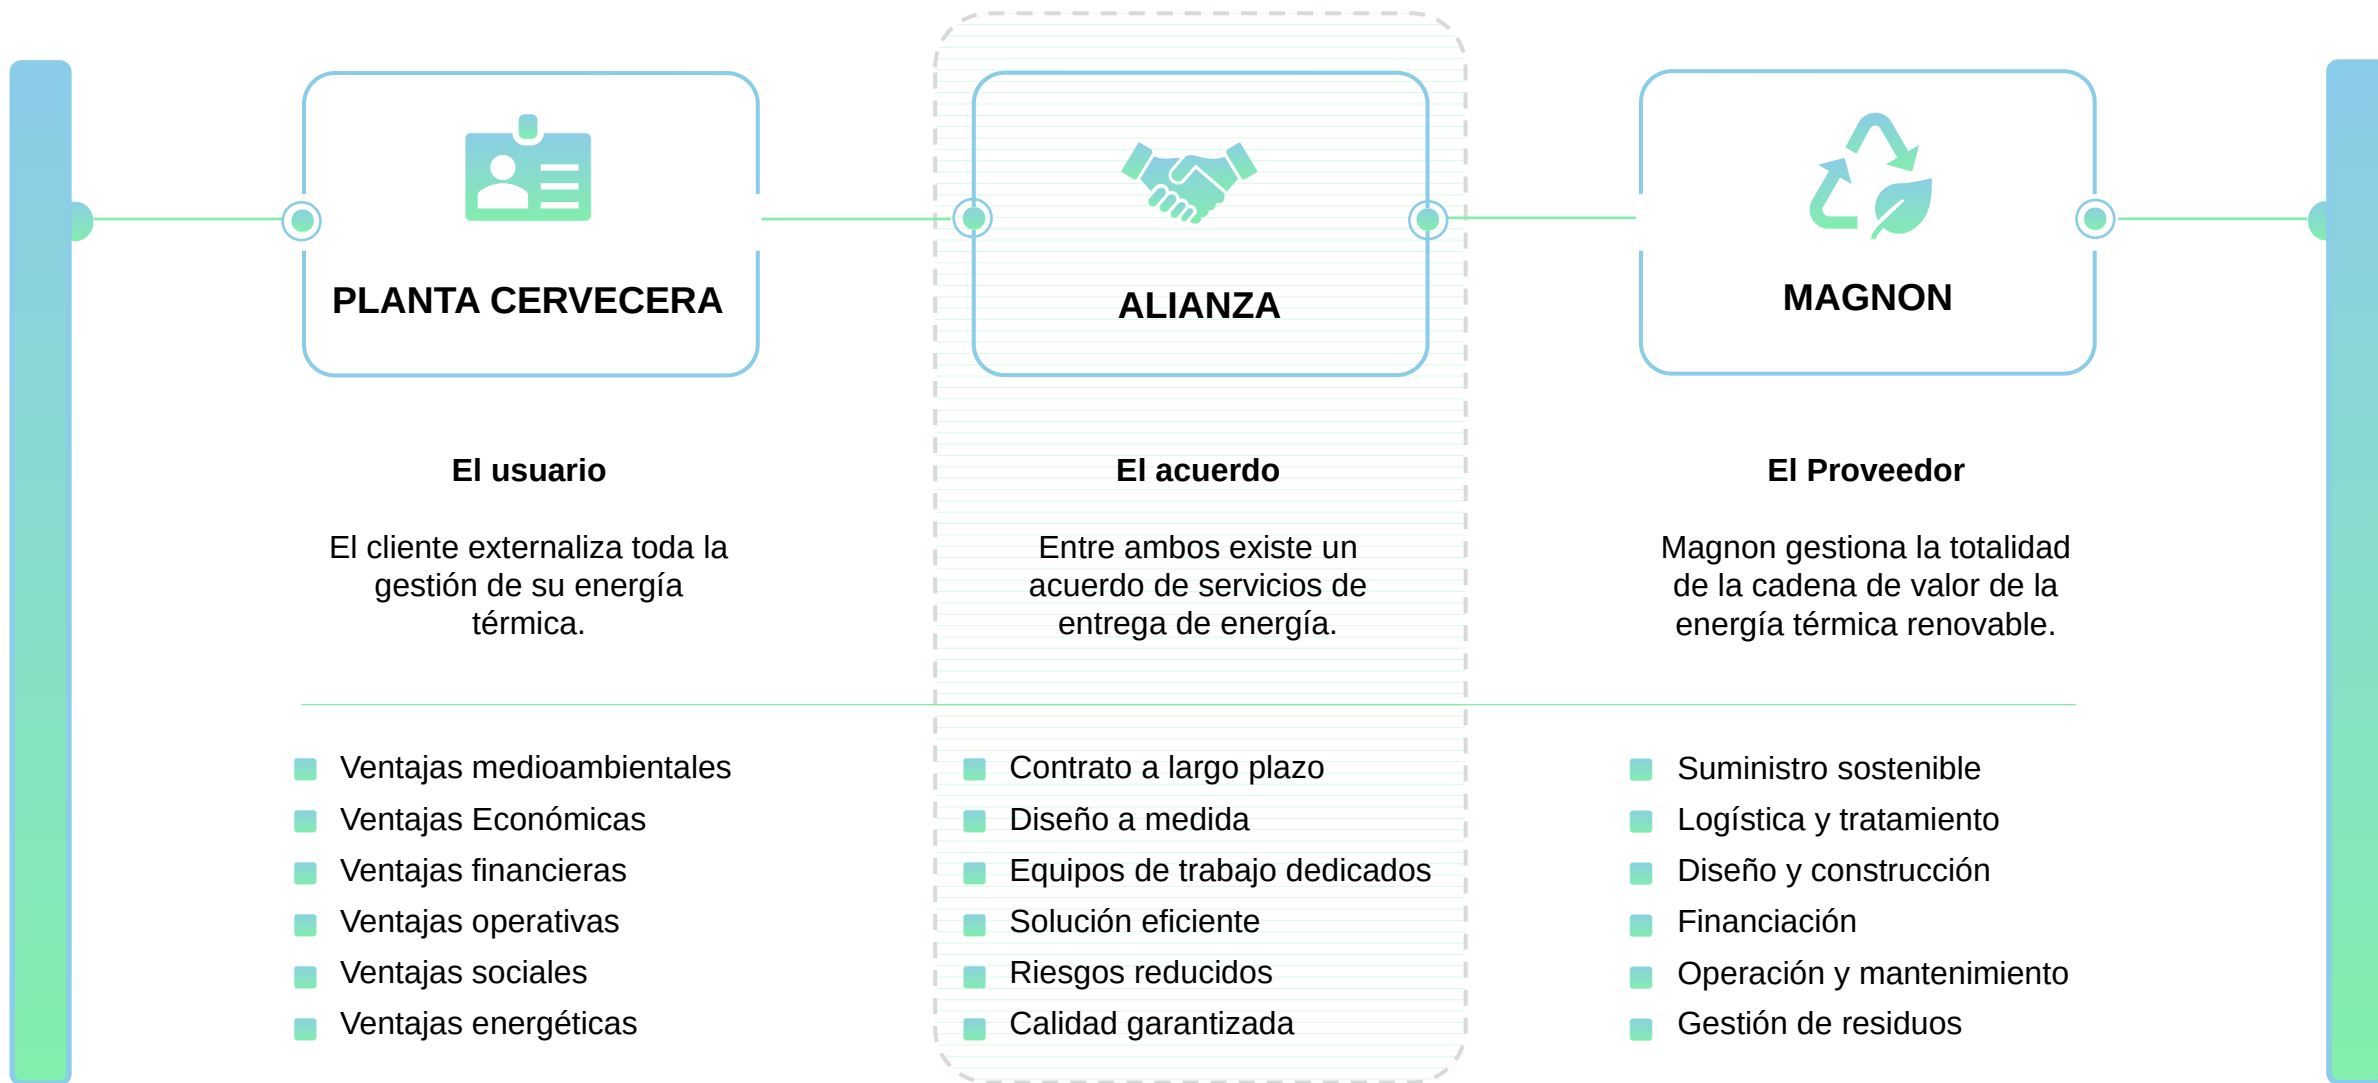 PLANTA CERVECERA
El usuario
El cliente externaliza toda la
gestión de su energía
térmica.
Ventajas medioambientales
Ventajas Económicas
Ventajas financieras
Ventajas operativas
Ventajas sociales
Ventajas energéticas
ALIANZA
El acuerdo
Entre ambos existe un
acuerdo de servicios de
entrega de energía.
Contrato a largo plazo
Diseño a medida
Equipos de trabajo dedicados
Solución eficiente
Riesgos reducidos
Calidad garantizada
MAGNON
El Proveedor
Magnon gestiona la totalidad
de la cadena de valor de la
energía térmica renovable.
Suministro sostenible
Logística y tratamiento
Diseño y construcción
Financiación
Operación y mantenimiento
Gestión de residuos